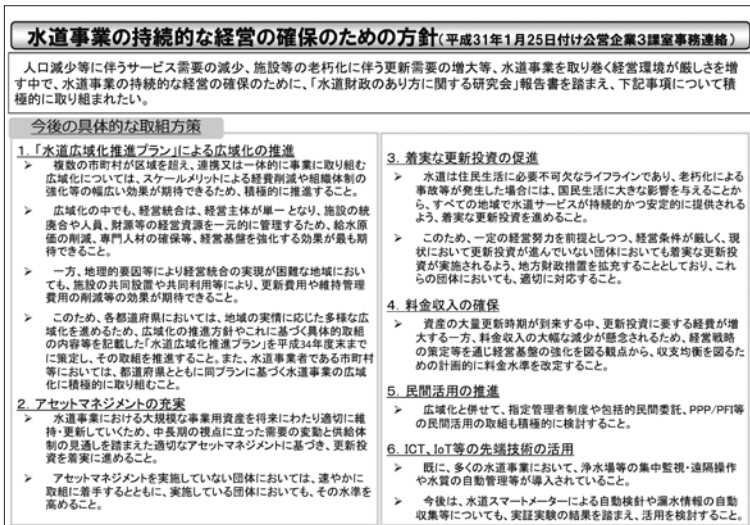 水道事業の持続的な経営の確保のための方針(平成31年1月25日付け公営企業3課室事務連絡)
人口減少等に伴うサービス需要の減少、施設等の老朽化に伴う更新需要の増大等、水道事業を取り巻く経営環境が厳しさを増
す中で、水道事業の持続的な経営の確保のために、「水道財政のあり方に関する研究会」報告書を踏まえ、下記事項について積
極的に取り組まれたい。
今後の具体的な取組方策
1.「水道広域化推進プラン」による広域化の推進
➢ 複数の市町村が区域を超え、連携又は一体的に事業に取り組む
広域化については、スケールメリットによる経費削減や組織体制の
強化等の幅広い効果が期待できるため、積極的に推進すること。
➢ 広域化の中でも、経営統合は、経営主体が単一となり、施設の統
廃合や人員、財源等の経営資源を一元的に管理するため、給水原
価の削減、専門人材の確保等、経営基盤を強化する効果が最も期
待できること。
➢ 一方、地理的要因等により経営統合の実現が困難な地域におい
ても、施設の共同設置や共同利用等により、更新費用や維持管理
費用の削減等の効果が期待できること。
➢ このため、各都道府県においては、地域の実情に応じた多様な広
域化を進めるため、広域化の推進方針やこれに基づく具体的取組
の内容等を記載した「水道広域化推進プラン」を平成34年度末まで
に策定し、その取組を推進すること。また、水道事業者である市町村
等においては、都道府県とともに同プランに基づく水道事業の広域
化に積極的に取り組むこと。
2.アセットマネジメントの充実
➢ 水道事業における大規模な事業用資産を将来にわたり適切に維
持・更新していくため、中長期の視点に立った需要の変動と供給体
制の見通しを踏まえた適切なアセットマネジメントに基づき、更新投
資を着実に進めること。
➢ アセットマネジメントを実施していない団体においては、速やかに
取組に着手するとともに、実施している団体においても、その水準を
高めること。
3.着実な更新投資の促進
➢ 水道は住民生活に必要不可欠なライフラインであり、老朽化による
事故等が発生した場合には、国民生活に大きな影響を与えることか
ら、すべての地域で水道サービスが持続的かつ安定的に提供される
よう、着実な更新投資を進めること。
➢ このため、一定の経営努力を前提としつつ、経営条件が厳しく、現
状において更新投資が進んでいない団体においても着実な更新投
資が実施されるよう、地方財政措置を拡充することとしており、これ
らの団体においても、適切に対応すること。
4.料金収入の確保
➢ 資産の大量更新時期が到来する中、更新投資に要する経費が増
大する一方、料金収入の大幅な減少が懸念されるため、経営戦略
の策定等を通じ経営基盤の強化を図る観点から、収支均衡を図るため
の計画的に料金水準を改定すること。
5.民間活用の推進
➢ 広域化と併せて、指定管理者制度や包括的民間委託、PPP/PFI等
の民間活用の取組も積極的に検討すること。
6.ICT、IoT等の先端技術の活用
➢ 既に、多くの水道事業において、浄水場等の集中監視・遠隔操作
や水質の自動管理等が導入されていること。
➢ 今後は、水道スマートメーターによる自動検針や漏水情報の自動
収集等についても、実証実験の結果を踏まえ、活用を検討すること。